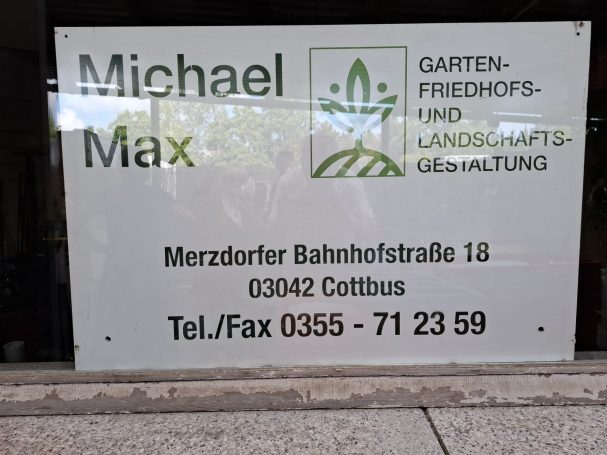 Michael
Max
GARTEN-
FRIEDHOFS-
UND
LANDSCHAFTS-
GESTALTUNG
Merzdorfer Bahnhofstraße 18
03042 Cottbus
Tel./Fax 0355 - 71 23 59